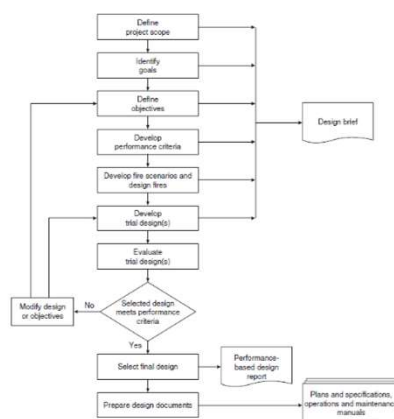 Define
project scope
Identify
goals
Define
objectives
Design brief
Develop
performance criteria
Develop fire scenarios and
design fires
Develop
trial design(s)
Evaluate
trial design(s)
Modify design
or objectives
No
Selected design
meets performance
criteria
Yes
Select final design
Performance-
based design
report
Prepare design documents
Plans and specifications,
operations and maintenance
manuals